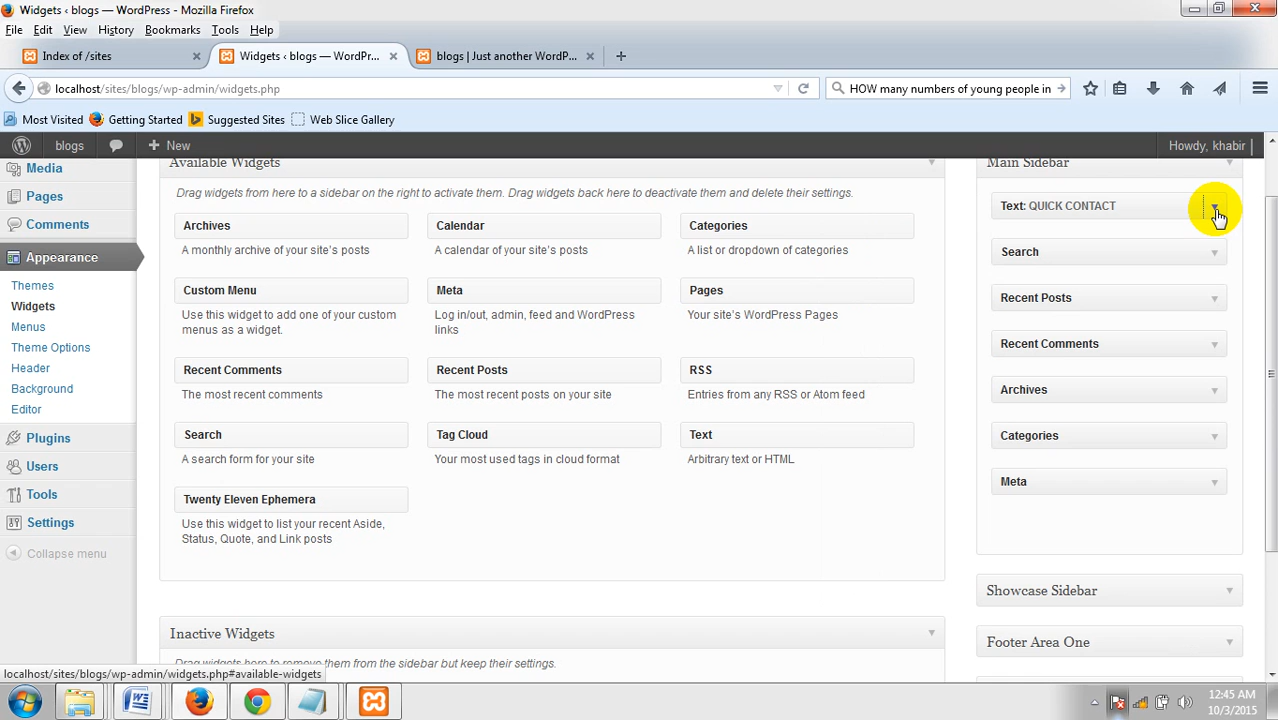 Widgets ‹ blogs — WordPress - Mozilla Firefox
File Edit View History Bookmarks Tools Help
Index of /sites
Widgets ‹ blogs — WordPr...
blogs | Just another WordP...
localhost/sites/blogs/wp-admin/widgets.php
HOW many numbers of young people in
Most Visited Getting Started Suggested Sites Web Slice Gallery
blogs New Howdy, khabir
Media
Pages
Comments
Appearance
Themes
Widgets
Menus
Theme Options
Header
Background
Editor
Plugins
Users
Tools
Settings
Collapse menu
Available Widgets
Drag widgets from here to a sidebar on the right to activate them. Drag widgets back here to deactivate them and delete their settings.
Archives
A monthly archive of your site's posts
Calendar
A calendar of your site's posts
Categories
A list or dropdown of categories
Custom Menu
Use this widget to add one of your custom
menus as a widget.
Meta
Log in/out, admin, feed and WordPress
links
Pages
Your site's WordPress Pages
Recent Comments
The most recent comments
Recent Posts
The most recent posts on your site
RSS
Entries from any RSS or Atom feed
Search
A search form for your site
Tag Cloud
Your most used tags in cloud format
Text
Arbitrary text or HTML
Twenty Eleven Ephemera
Use this widget to list your recent Aside,
Status, Quote, and Link posts
Inactive Widgets
Drag widgets here to remove them from the sidebar but keep their settings.
Main Sidebar
Text: QUICK CONTACT
Search
Recent Posts
Recent Comments
Archives
Categories
Meta
Showcase Sidebar
Footer Area One
localhost/sites/blogs/wp-admin/widgets.php#available-widgets
12:45 AM
10/3/2015